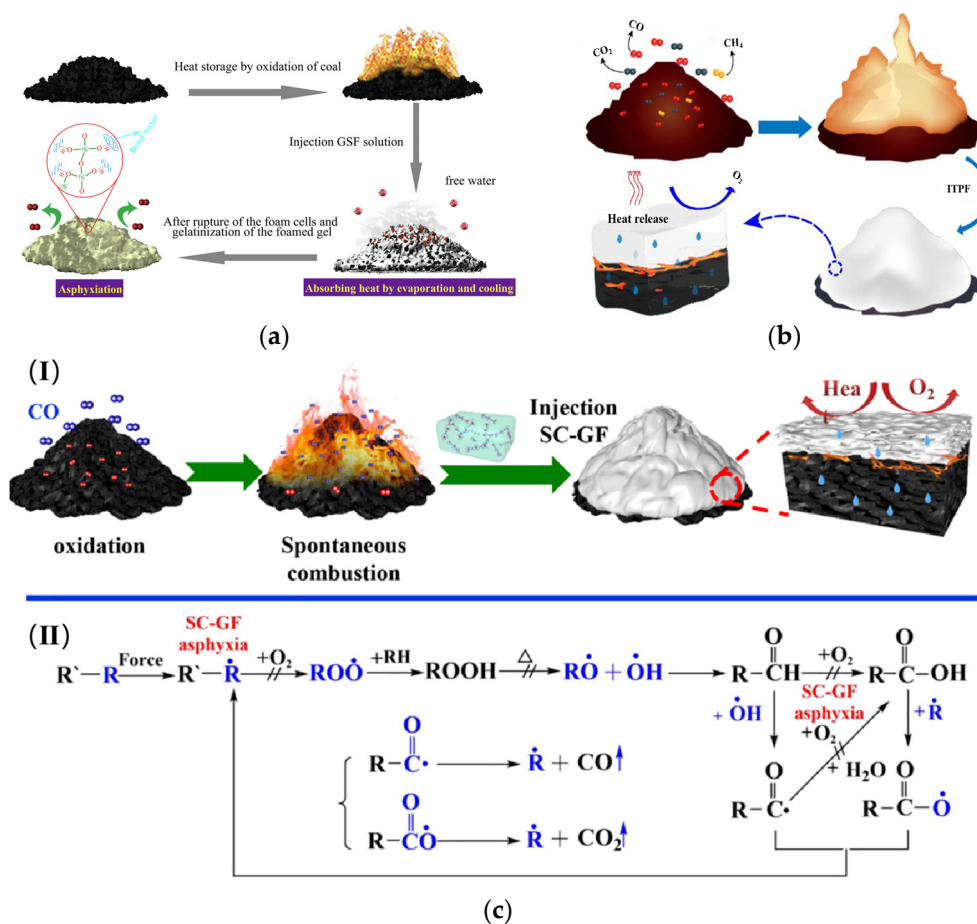 Heat storage by oxidation of coal
Injection GSF solution
Bond water
free water
After rupture of the foam cells and
gelatinization of the foamed gel
Asphyxiation
Absorbing heat by evaporation and cooling
(a)
CO
CO₂
CH₄
ITPF
O₂
Heat release
(b)
(I)
CO
oxidation
Spontaneous
combustion
Injection
SC-GF
Hea
O₂
(II)
SC-GF
asphyxia
R`—R
Force
R`—Ṙ
+O₂
ROȮ
+RH
ROOH
△
RȮ + ȮH
O
R—CH
+O₂
O
R—C—OH
+ ȮH
SC-GF
asphyxia
+O₂
+ H₂O
+ Ṙ
O
R—C•
O
R—C—Ȯ
O
R—C•
Ṙ + CO↑
O
R—CȮ
Ṙ + CO₂↑
(c)